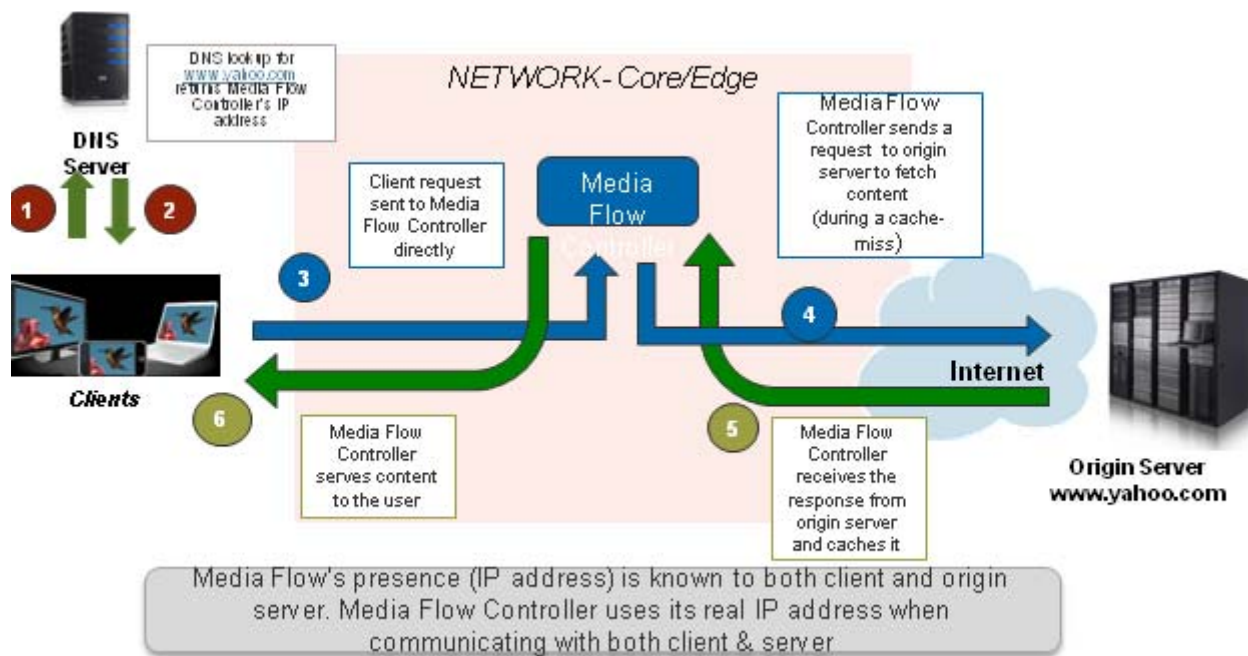 DNS look up for
www.yahoo.com
returns Media Flow
Controller's IP
address
NETWORK- Core/Edge
Media Flow
Controller sends a
request to origin
server to fetch
content
(during a cache-
miss)
DNS
Server
1
2
Client request
sent to Media
Flow Controller
directly
Media
Flow
Controller
3
4
Internet
Clients
6
5
Media Flow
Controller
serves content
to the user
Media Flow
Controller
receives the
response from
origin server
and caches it
Origin Server
www.yahoo.com
Media Flow's presence (IP address) is known to both client and origin
server. Media Flow Controller uses its real IP address when
communicating with both client & server